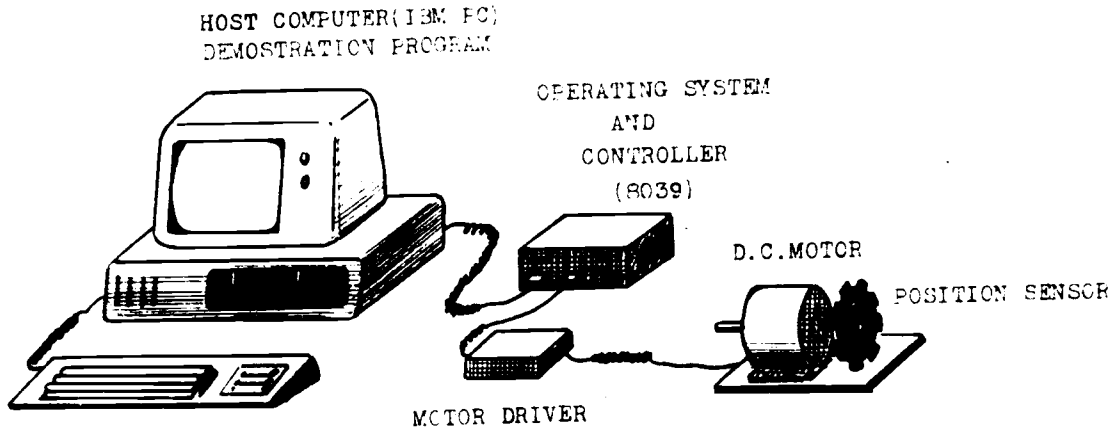 HOST COMPUTER(IBM PC)
DEMOSTRATION PROGRAM
OPERATING SYSTEM
AND
CONTROLLER
(8039)
D.C.MOTOR
POSITION SENSOR
MOTOR DRIVER